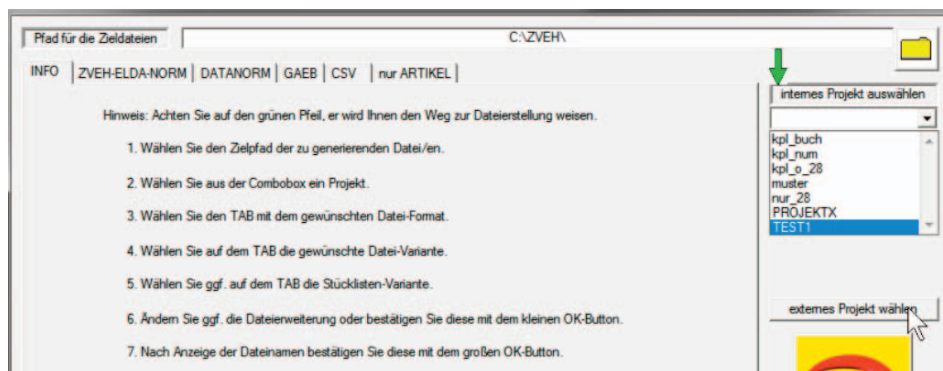 Pfad für die Zieldateien
C:\ZVEH\
INFO ZVEH-ELDA-NORM DATANORM GAEB CSV nur ARTIKEL
Hinweis: Achten Sie auf den grünen Pfeil, er wird Ihnen den Weg zur Dateierstellung weisen.
1. Wählen Sie den Zielpfad der zu generierenden Datei/en.
2. Wählen Sie aus der Combobox ein Projekt.
3. Wählen Sie den TAB mit dem gewünschten Datei-Format.
4. Wählen Sie auf dem TAB die gewünschte Datei-Variante.
5. Wählen Sie ggf. auf dem TAB die Stücklisten-Variante.
6. Ändern Sie ggf. die Dateierweiterung oder bestätigen Sie diese mit dem kleinen OK-Button.
7. Nach Anzeige der Dateinamen bestätigen Sie diese mit dem großen OK-Button.
internes Projekt auswählen
kpl_buch
kpl_num
kpl_o_28
muster
nur_28
PROJEKTX
TEST1
externes Projekt wählen